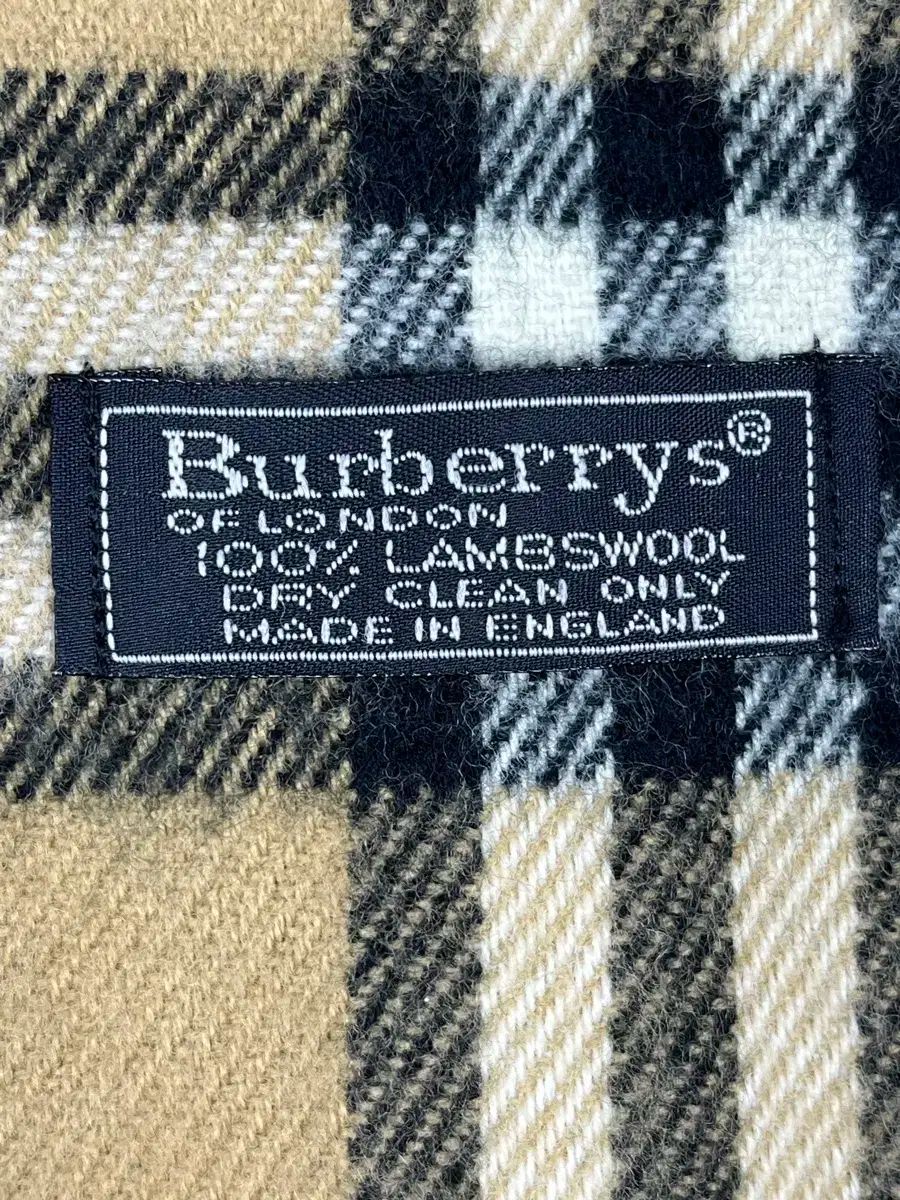 Burberrys®
OF LONDON
100% LAMBSWOOL
DRY CLEAN ONLY
MADE IN ENGLAND